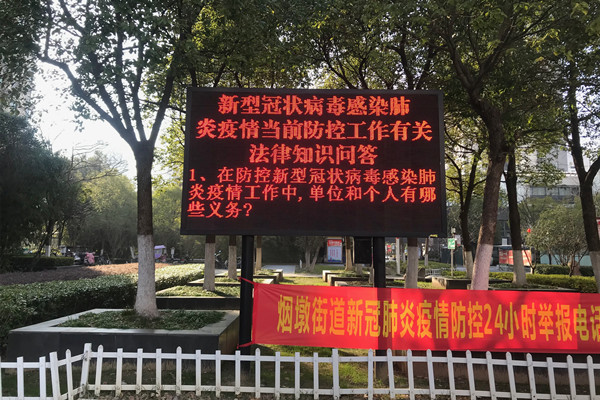 新型冠状病毒感染肺
炎疫情当前防控工作有关
法律知识问答
1、在防控新型冠状病毒感染肺
炎疫情工作中,单位和个人有哪
些义务?
烟墩街道新冠肺炎疫情防控24小时举报电话